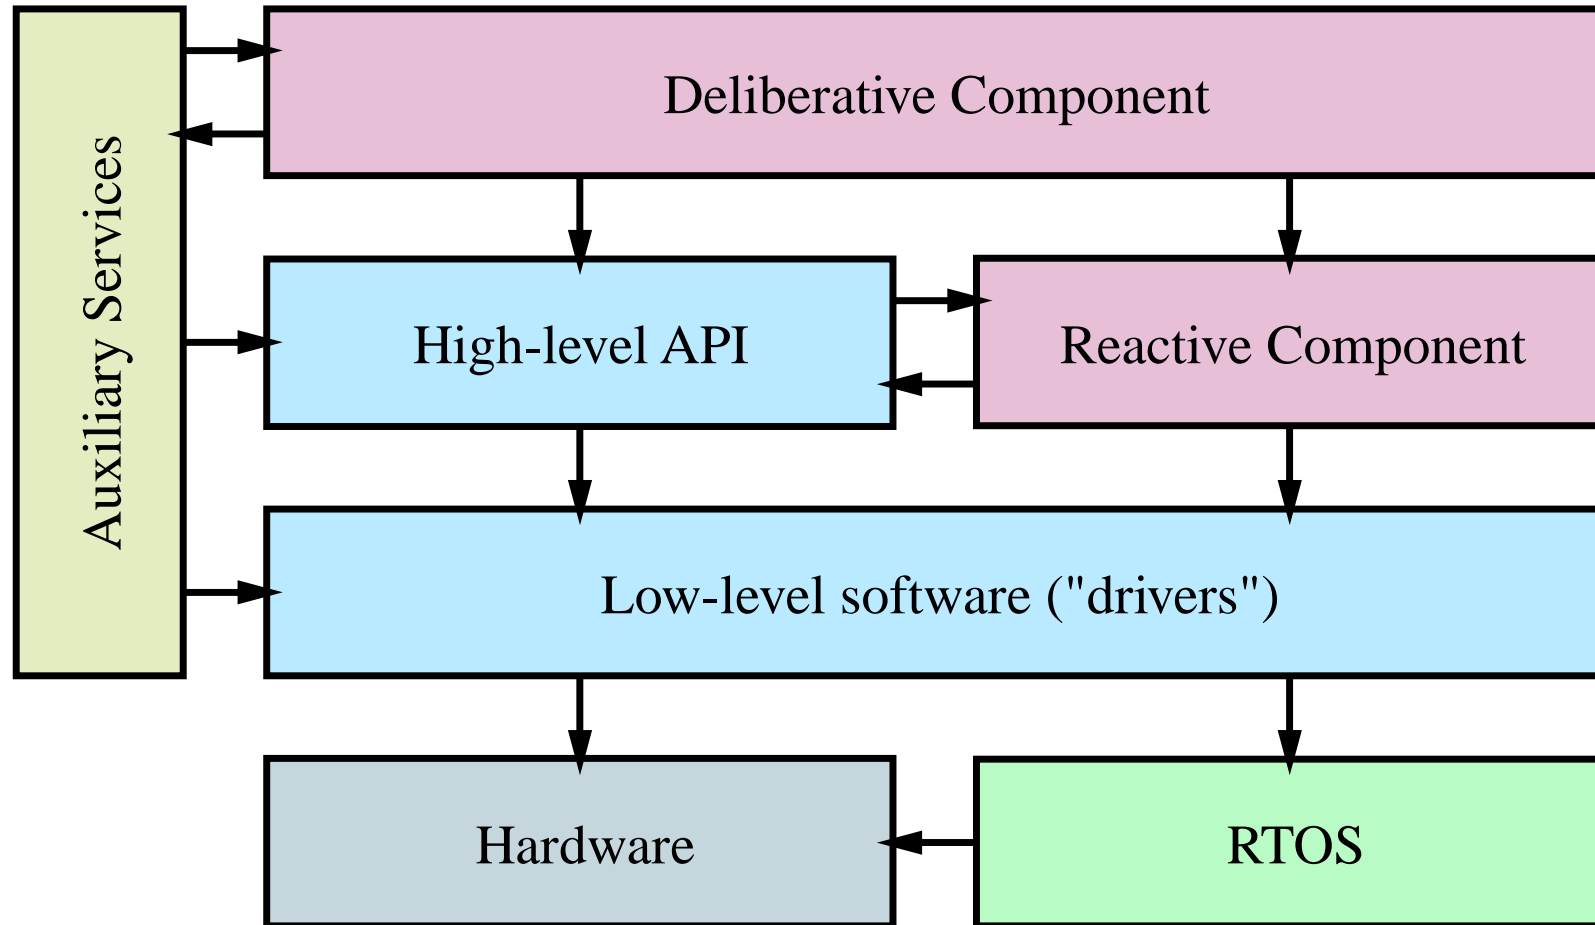 Auxiliary Services
Deliberative Component
High-level API
Reactive Component
Low-level software ("drivers")
Hardware
RTOS